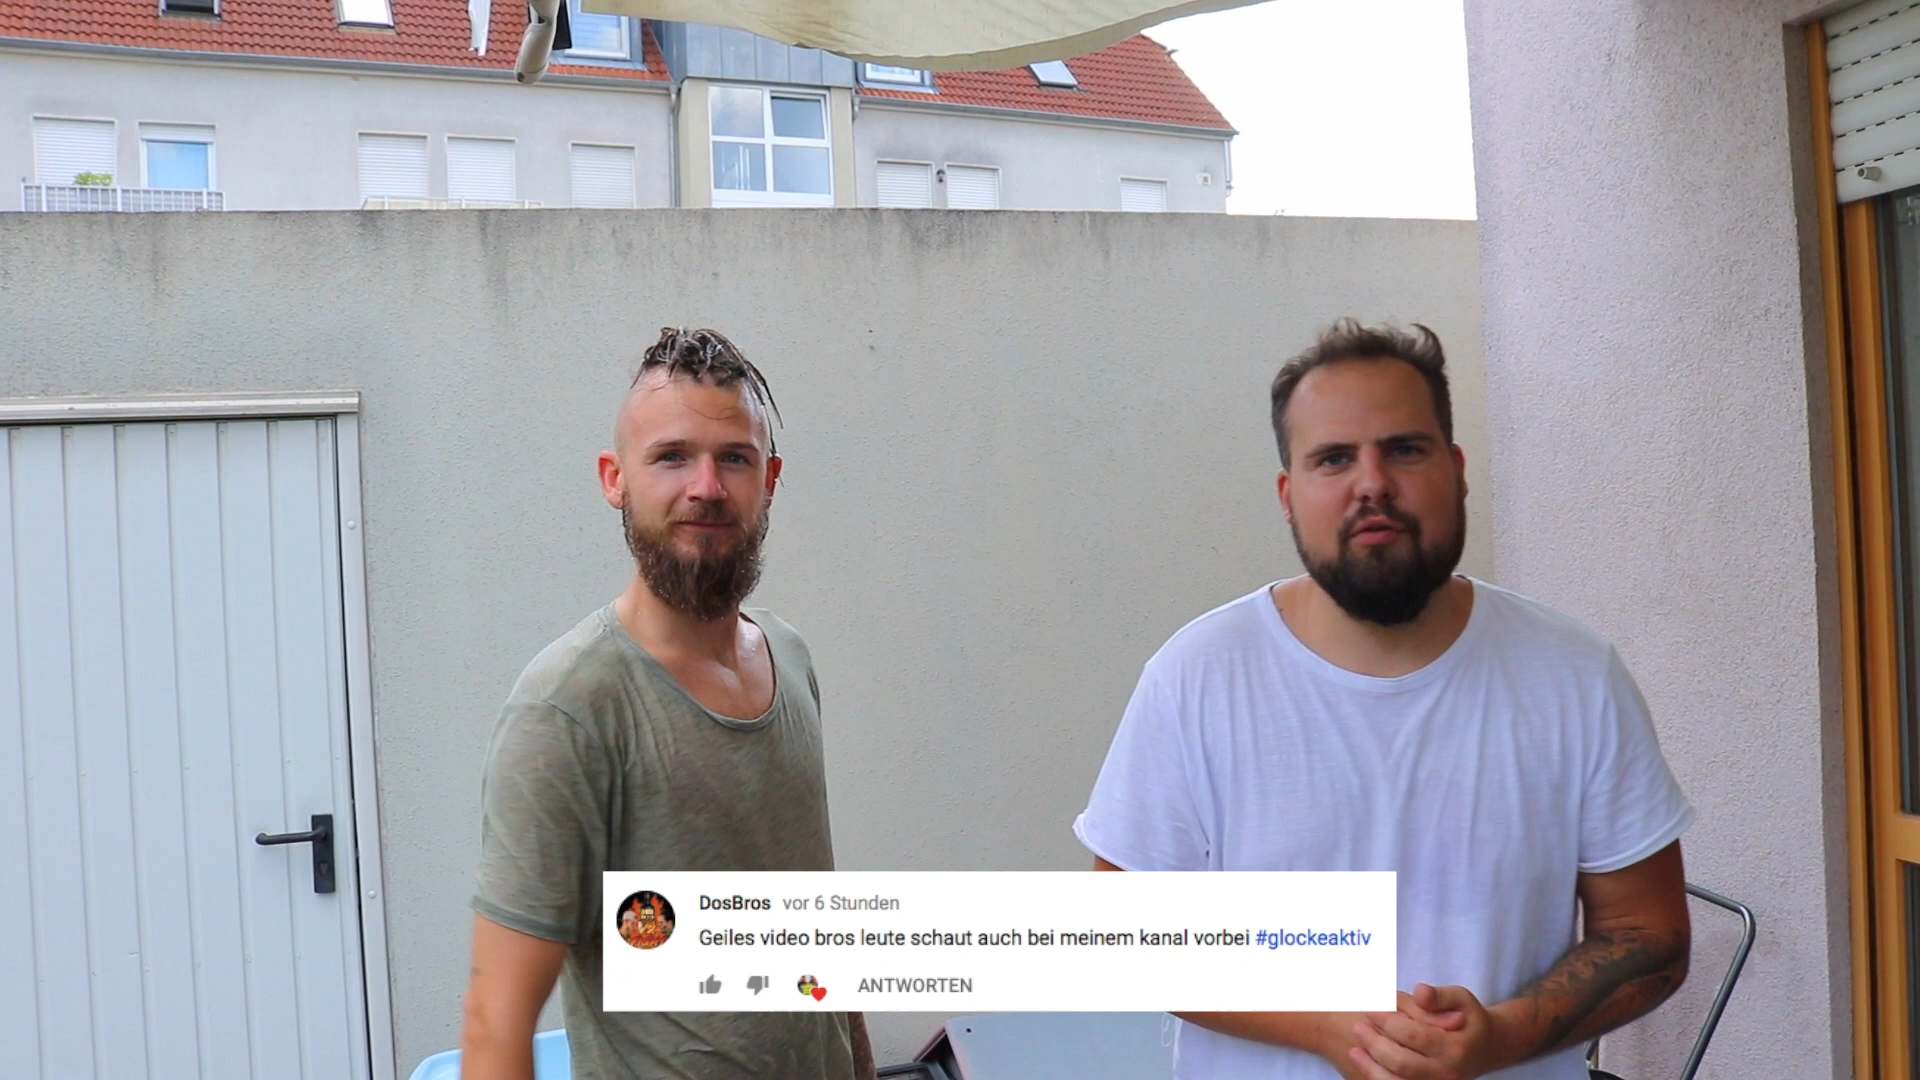 DosBros vor 6 Stunden
Geiles video bros leute schaut auch bei meinem kanal vorbei #glockeaktiv
ANTWORTEN